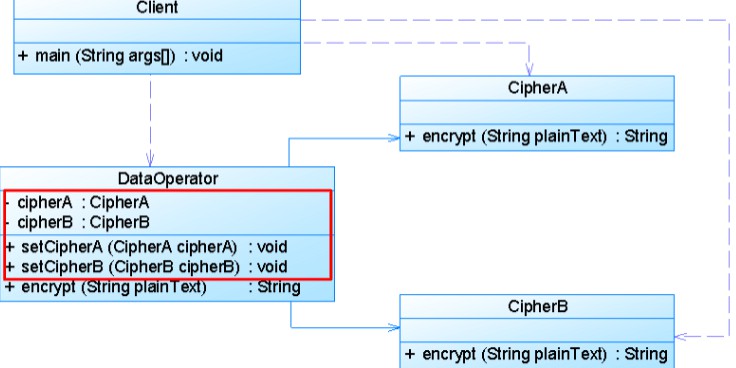 Client
+ main (String args[]) : void
CipherA
+ encrypt (String plainText) : String
DataOperator
- cipherA : CipherA
- cipherB : CipherB
+ setCipherA (CipherA cipherA) : void
+ setCipherB (CipherB cipherB) : void
+ encrypt (String plainText) : String
CipherB
+ encrypt (String plainText) : String